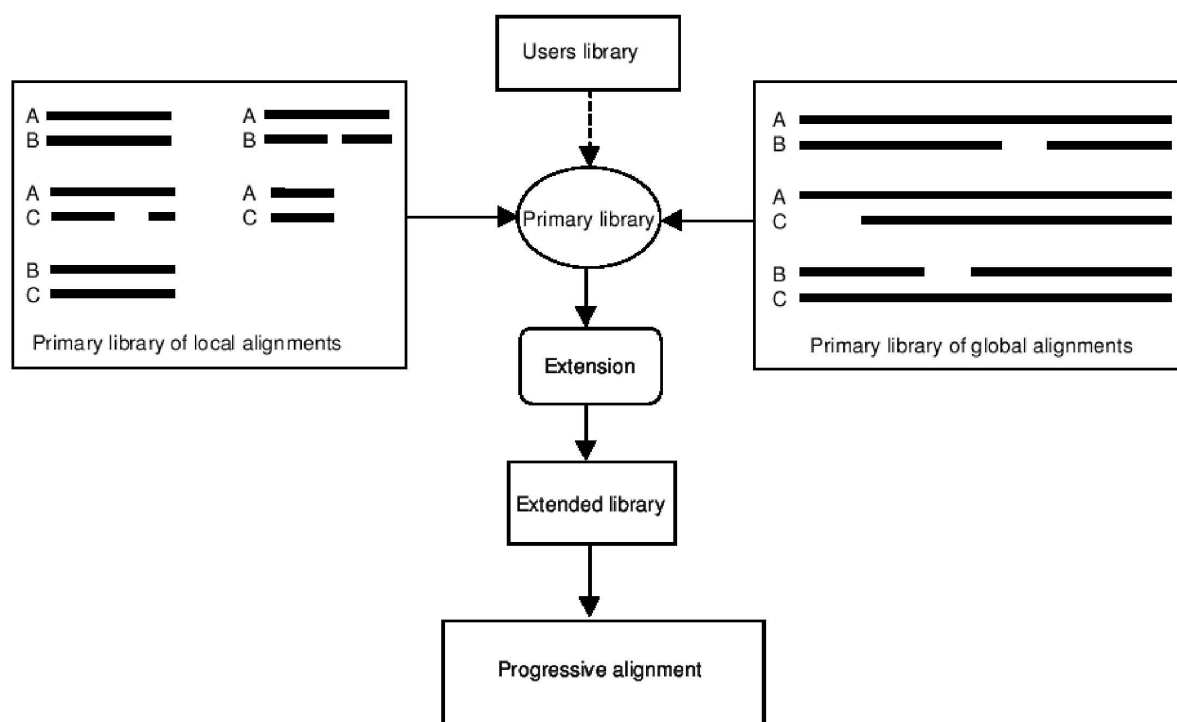 Users library
A
B
A
B
A
C
A
C
B
C
Primary library of local alignments
Primary library
A
B
A
C
B
C
Primary library of global alignments
Extension
Extended library
Progressive alignment